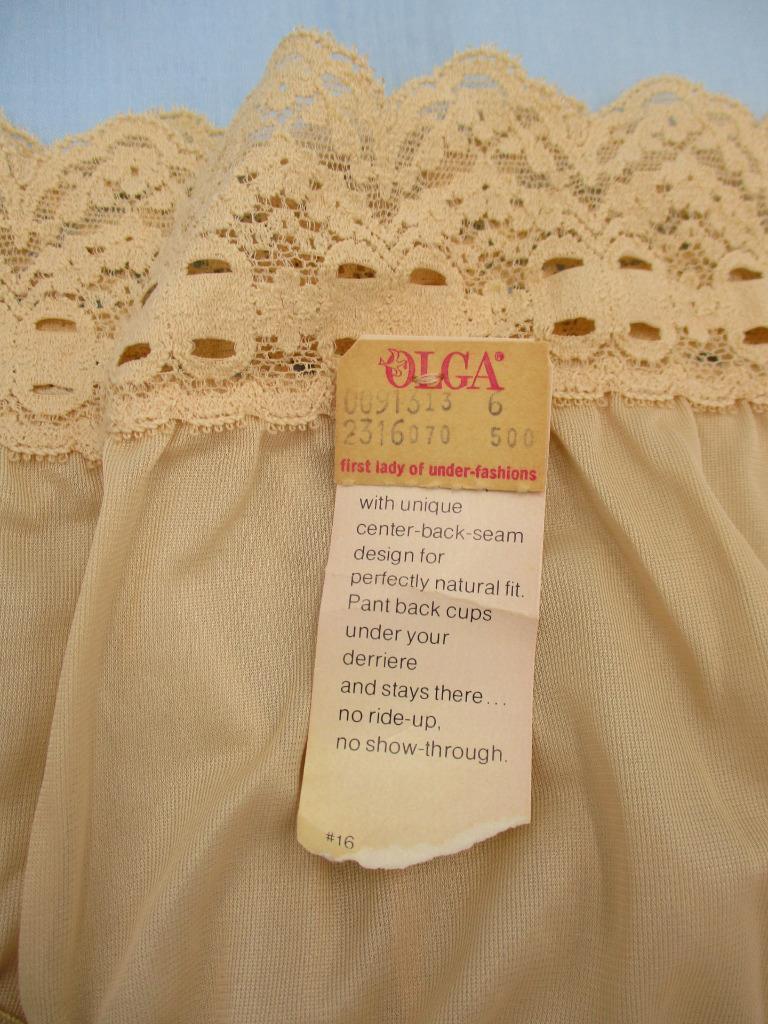 OLGA®
0091313 6
2316070 500
first lady of under-fashions
with unique
center-back-seam
design for
perfectly natural fit.
Pant back cups
under your
derriere
and stays there...
no ride-up,
no show-through.
#16